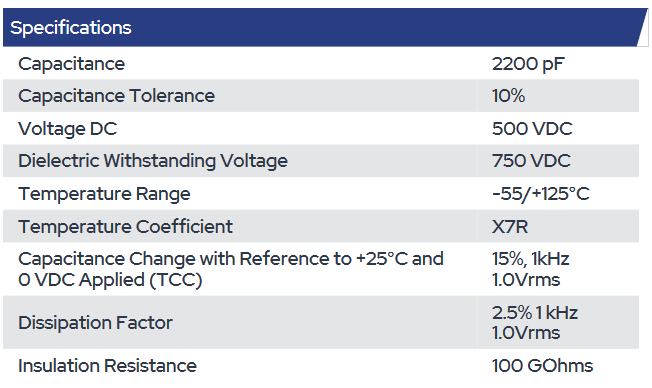 Specifications
Capacitance 2200 pF
Capacitance Tolerance 10%
Voltage DC 500 VDC
Dielectric Withstanding Voltage 750 VDC
Temperature Range -55/+125°C
Temperature Coefficient X7R
Capacitance Change with Reference to +25°C and 15%, 1kHz
0 VDC Applied (TCC) 1.0Vrms
Dissipation Factor 2.5% 1 kHz
1.0Vrms
Insulation Resistance 100 GOhms